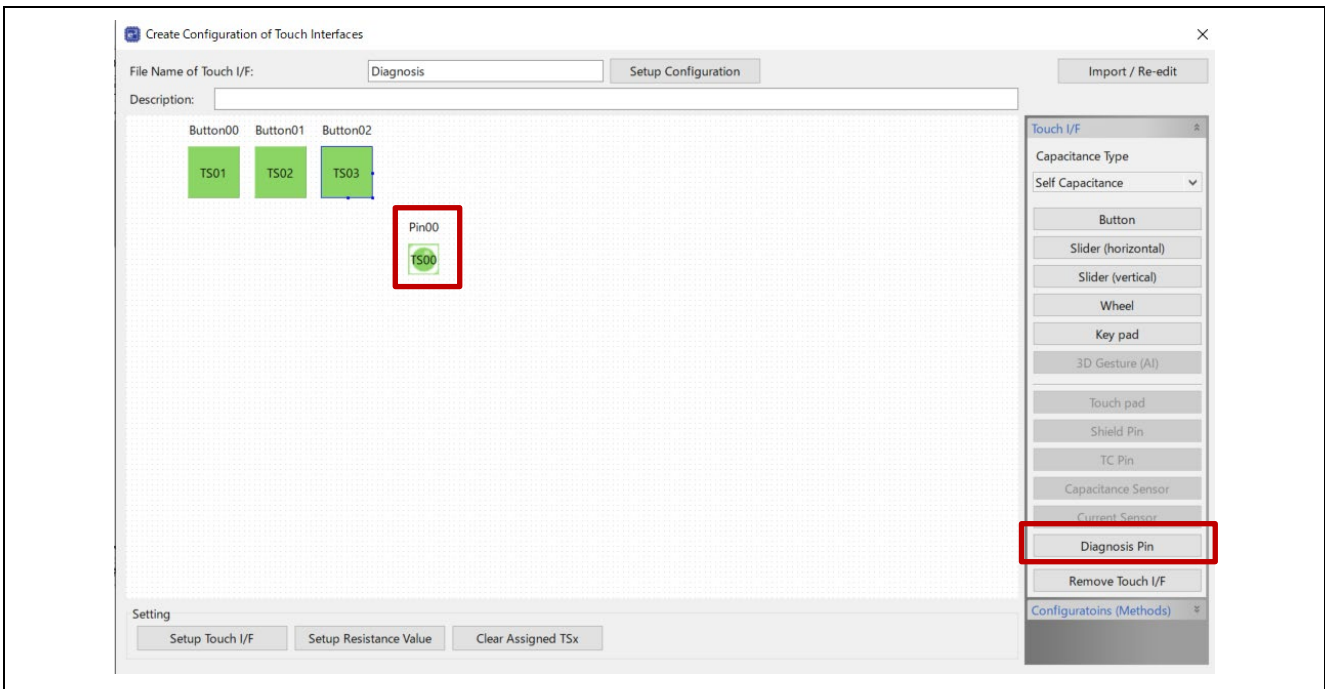 Create Configuration of Touch Interfaces
File Name of Touch I/F: Diagnosis Setup Configuration Import / Re-edit
Description:
Button00 Button01 Button02
TS01 TS02 TS03
Pin00
TS00
Touch I/F
Capacitance Type
Self Capacitance
Button
Slider (horizontal)
Slider (vertical)
Wheel
Key pad
3D Gesture (AI)
Touch pad
Shield Pin
TC Pin
Capacitance Sensor
Current Sensor
Diagnosis Pin
Remove Touch I/F
Configuratoins (Methods)
Setting
Setup Touch I/F Setup Resistance Value Clear Assigned TSx